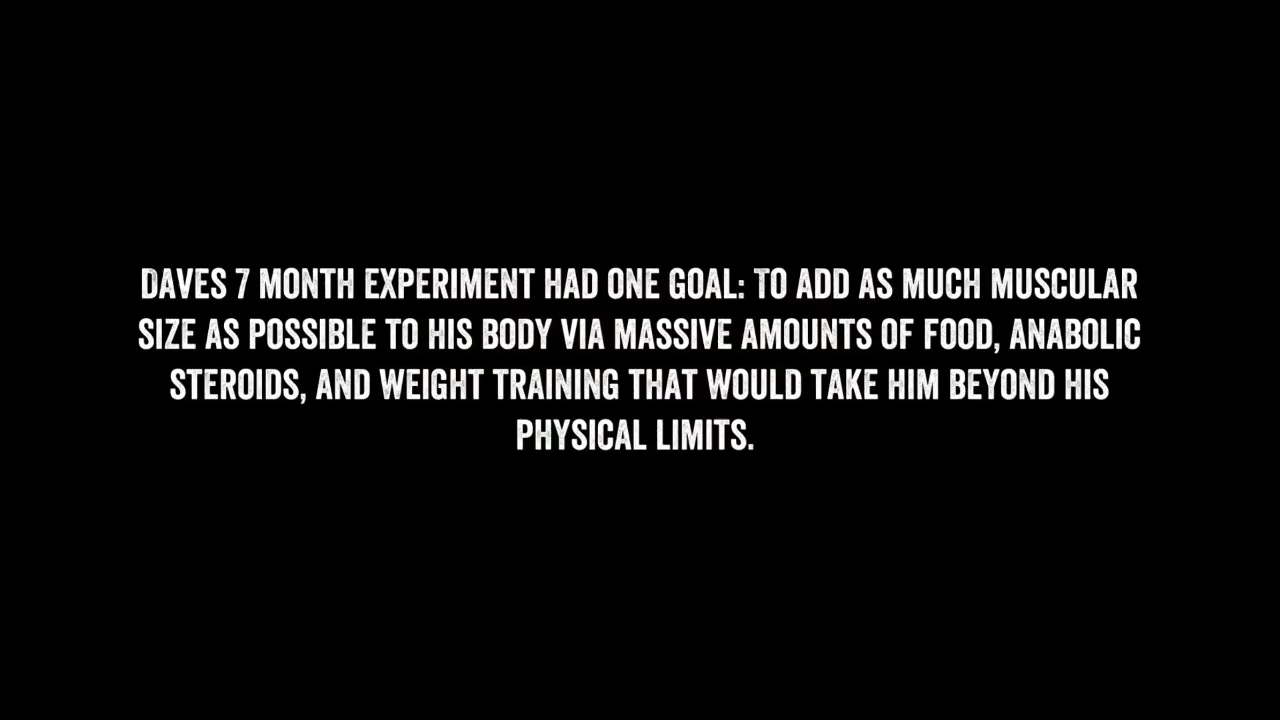 DAVES 7 MONTH EXPERIMENT HAD ONE GOAL: TO ADD AS MUCH MUSCULAR
SIZE AS POSSIBLE TO HIS BODY VIA MASSIVE AMOUNTS OF FOOD, ANABOLIC
STEROIDS, AND WEIGHT TRAINING THAT WOULD TAKE HIM BEYOND HIS
PHYSICAL LIMITS.